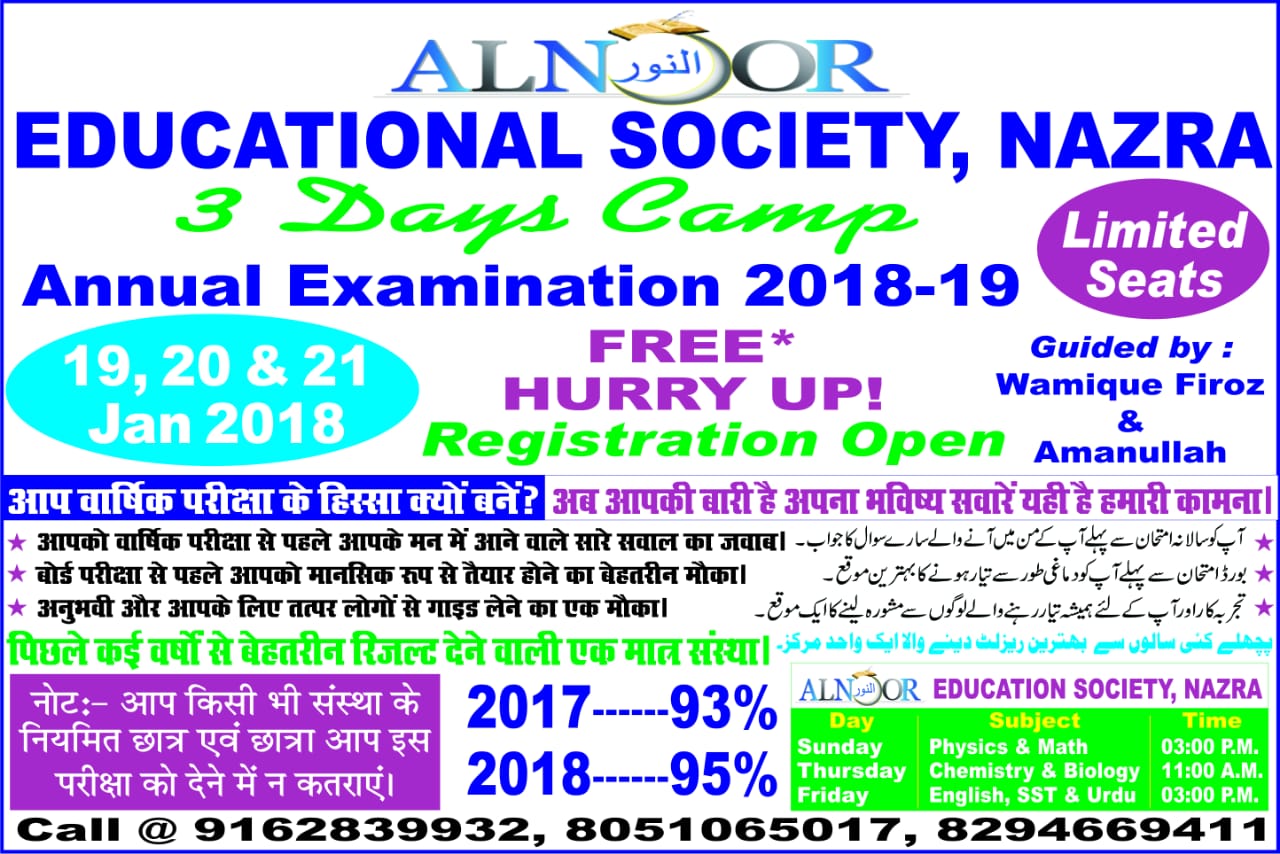 ALNOOR
النور
EDUCATIONAL SOCIETY, NAZRA
3 Days Camp
Limited
Seats
Annual Examination 2018-19
19, 20 & 21
Jan 2018
FREE*
HURRY UP!
Registration Open
Guided by :
Wamique Firoz
&
Amanullah
आप वार्षिक परीक्षा के हिस्सा क्यों बनें?
अब आपकी बारी है अपना भविष्य सवारें यही है हमारी कामना।
★ आपको वार्षिक परीक्षा से पहले आपके मन में आने वाले सारे सवाल का जवाब।
★ बोर्ड परीक्षा से पहले आपको मानसिक रूप से तैयार होने का बेहतरीन मौका।
★ अनुभवी और आपके लिए तत्पर लोगों से गाइड लेने का एक मौका।
★ آپ کو سالانہ امتحان سے پہلے آپ کے من میں آنے والے سارے سوال کا جواب۔
★ بورڈ امتحان سے پہلے آپ کو دماغی طور سے تیار ہونے کا بہترین موقع۔
★ تجربہ کار اور آپ کے لئے ہمیشہ تیار رہنے والے لوگوں سے مشورہ لینے کا ایک موقع۔
पिछले कई वर्षो से बेहतरीन रिजल्ट देने वाली एक मात्र संस्था।
پچھلے کئی سالوں سے بہترین ریزلٹ دینے والا ایک واحد مرکز۔
नोटः– आप किसी भी संस्था के
नियमित छात्र एवं छात्रा आप इस
परीक्षा को देने में न कतराएं।
2017------93%
2018------95%
ALNOOR النور EDUCATION SOCIETY, NAZRA
Day Subject Time
Sunday Physics & Math 03:00 P.M.
Thursday Chemistry & Biology 11:00 A.M.
Friday English, SST & Urdu 03:00 P.M.
Call @ 9162839932, 8051065017, 8294669411